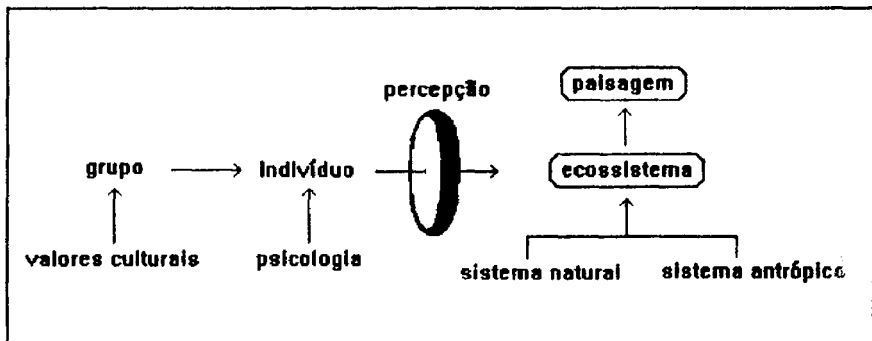 percepção
paisagem
grupo
indivíduo
ecossistema
valores culturais
psicologia
sistema natural
sistema antrópico